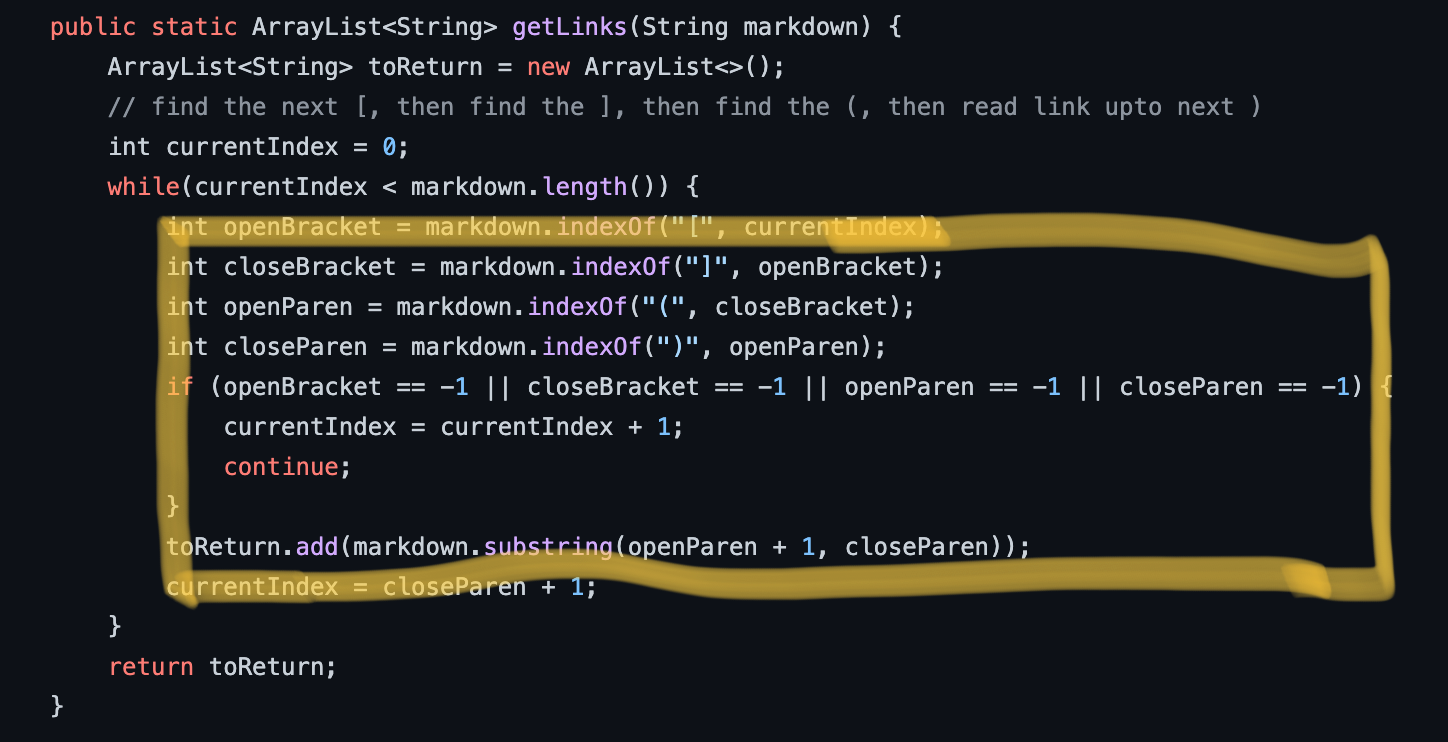 public static ArrayList<String> getLinks(String markdown) {
    ArrayList<String> toReturn = new ArrayList<>();
    // find the next [, then find the ], then find the (, then read link upto next )
    int currentIndex = 0;
    while(currentIndex < markdown.length()) {
        int openBracket = markdown.indexOf("[", currentIndex);
        int closeBracket = markdown.indexOf("]", openBracket);
        int openParen = markdown.indexOf("(", closeBracket);
        int closeParen = markdown.indexOf(")", openParen);
        if (openBracket == -1 || closeBracket == -1 || openParen == -1 || closeParen == -1) {
            currentIndex = currentIndex + 1;
            continue;
        }
        toReturn.add(markdown.substring(openParen + 1, closeParen));
        currentIndex = closeParen + 1;
    }
    return toReturn;
}